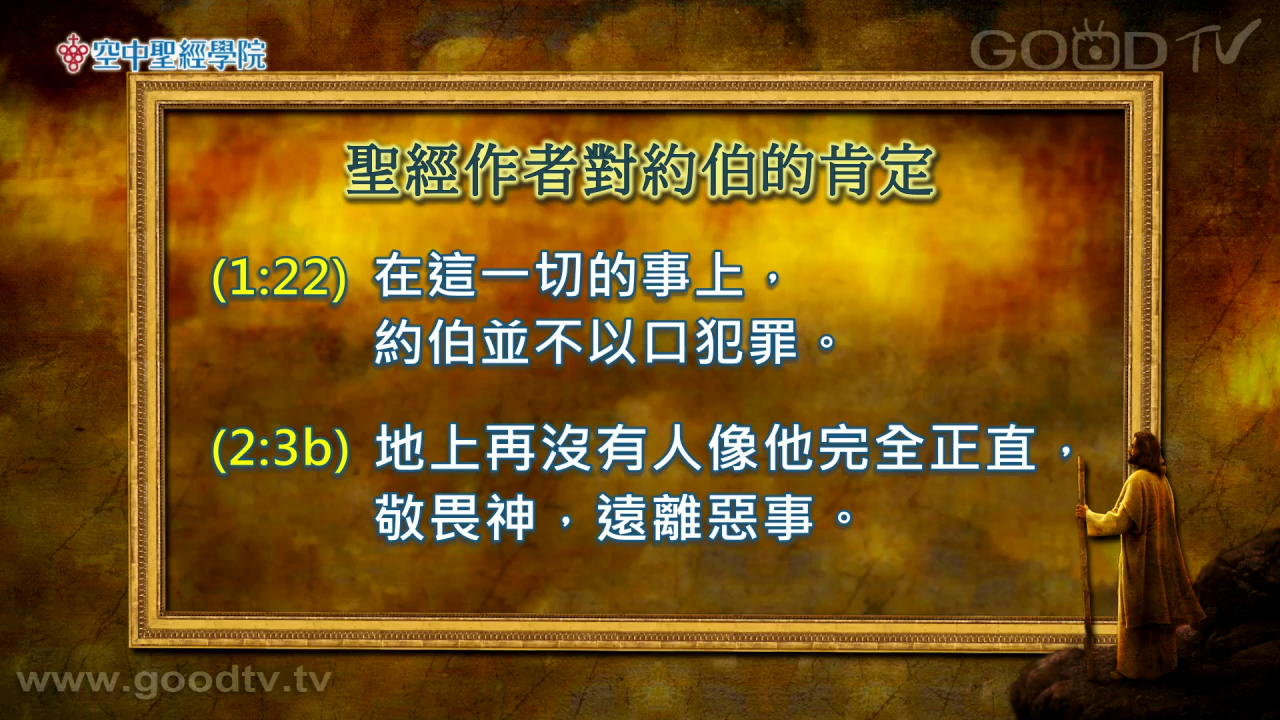 空中聖經學院
GOOD TV
聖經作者對約伯的肯定
(1:22) 在這一切的事上，
約伯並不以口犯罪。
(2:3b) 地上再沒有人像他完全正直，
敬畏神，遠離惡事。
www.goodtv.tv